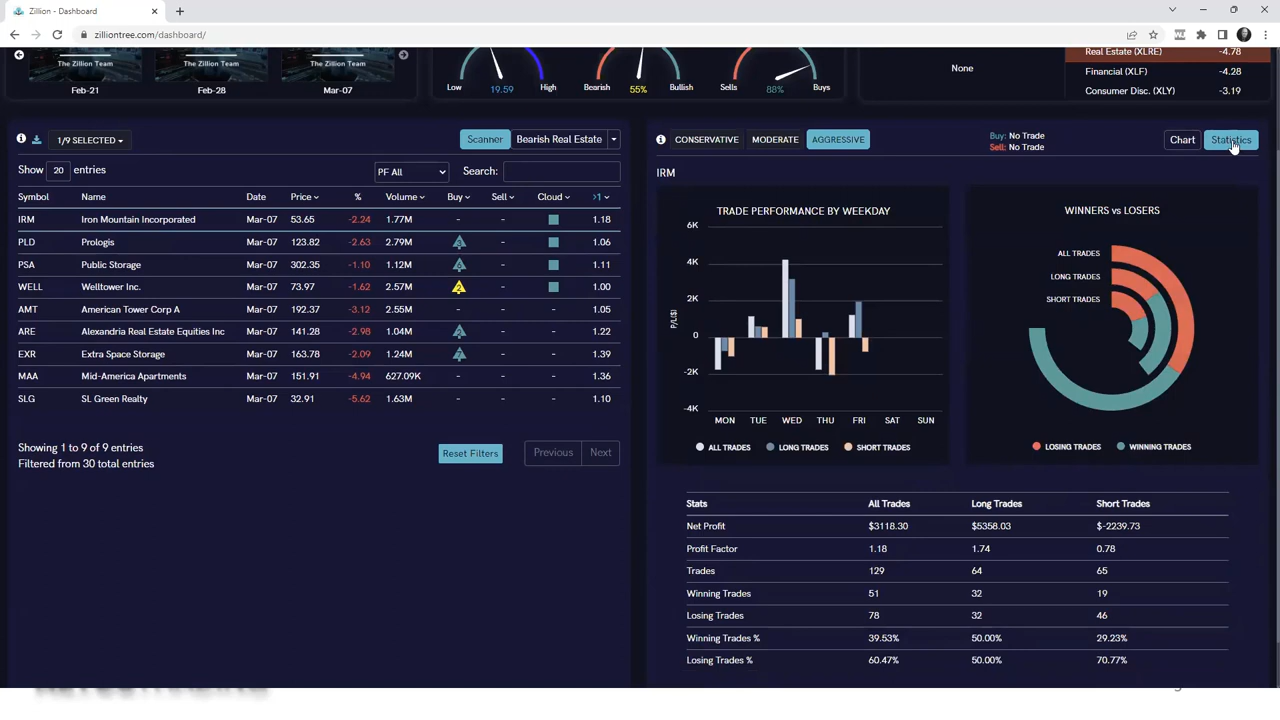 Zillion - Dashboard
zilliontree.com/dashboard/
The Zillion Team The Zillion Team The Zillion Team
Feb-21 Feb-28 Mar-07
Low 19.59 High Bearish 55% Bullish Sells 88% Buys
None
Real Estate (XLRE) -4.78
Financial (XLF) -4.28
Consumer Disc. (XLY) -3.19
1/9 SELECTED
Scanner Bearish Real Estate
Show 20 entries PF All Search:
Symbol Name Date Price % Volume Buy Sell Cloud >1
IRM Iron Mountain Incorporated Mar-07 53.65 -2.24 1.77M - - 1.18
PLD Prologis Mar-07 123.82 -2.63 2.79M 3 - 1.06
PSA Public Storage Mar-07 302.35 -1.10 1.12M - 1.11
WELL Welltower Inc. Mar-07 73.97 -1.62 2.57M 2 - 1.00
AMT American Tower Corp A Mar-07 192.37 -3.12 2.55M - - - 1.05
ARE Alexandria Real Estate Equities Inc Mar-07 141.28 -2.98 1.04M 2 - - 1.22
EXR Extra Space Storage Mar-07 163.78 -2.09 1.24M 7 - - 1.39
MAA Mid-America Apartments Mar-07 151.91 -4.94 627.09K - - - 1.36
SLG SL Green Realty Mar-07 32.91 -5.62 1.63M - - - 1.10
Showing 1 to 9 of 9 entries
Filtered from 30 total entries
Reset Filters Previous Next
CONSERVATIVE MODERATE AGGRESSIVE
Buy: No Trade
Sell: No Trade
Chart Statistics
IRM
TRADE PERFORMANCE BY WEEKDAY
6K
4K
2K
0
-2K
-4K
P/L($)
MON TUE WED THU FRI SAT SUN
ALL TRADES LONG TRADES SHORT TRADES
WINNERS vs LOSERS
ALL TRADES
LONG TRADES
SHORT TRADES
LOSING TRADES WINNING TRADES
Stats All Trades Long Trades Short Trades
Net Profit $3118.30 $5358.03 $-2239.73
Profit Factor 1.18 1.74 0.78
Trades 129 64 65
Winning Trades 51 32 19
Losing Trades 78 32 46
Winning Trades % 39.53% 50.00% 29.23%
Losing Trades % 60.47% 50.00% 70.77%